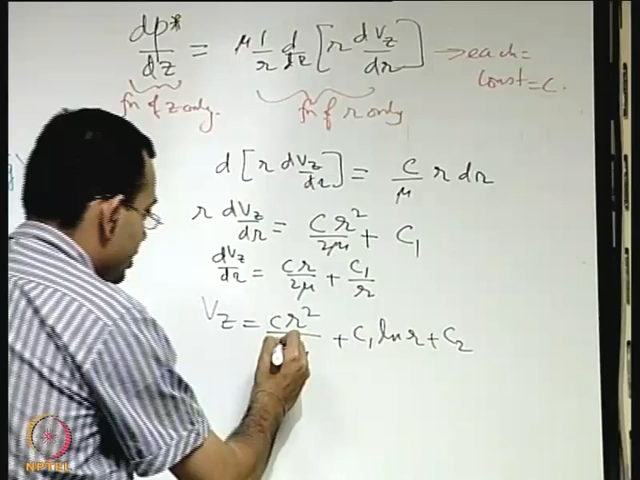 dp*/dz = μ 1/r d/dr [r dVz/dr] → each = const = C.
fn of z only. fn of r only
d[r dVz/dr] = C/μ r dr
r dVz/dr = Cr²/2μ + C₁
dVz/dr = Cr/2μ + C₁/r
Vz = Cr² + C₁ ln r + C₂
NPTEL